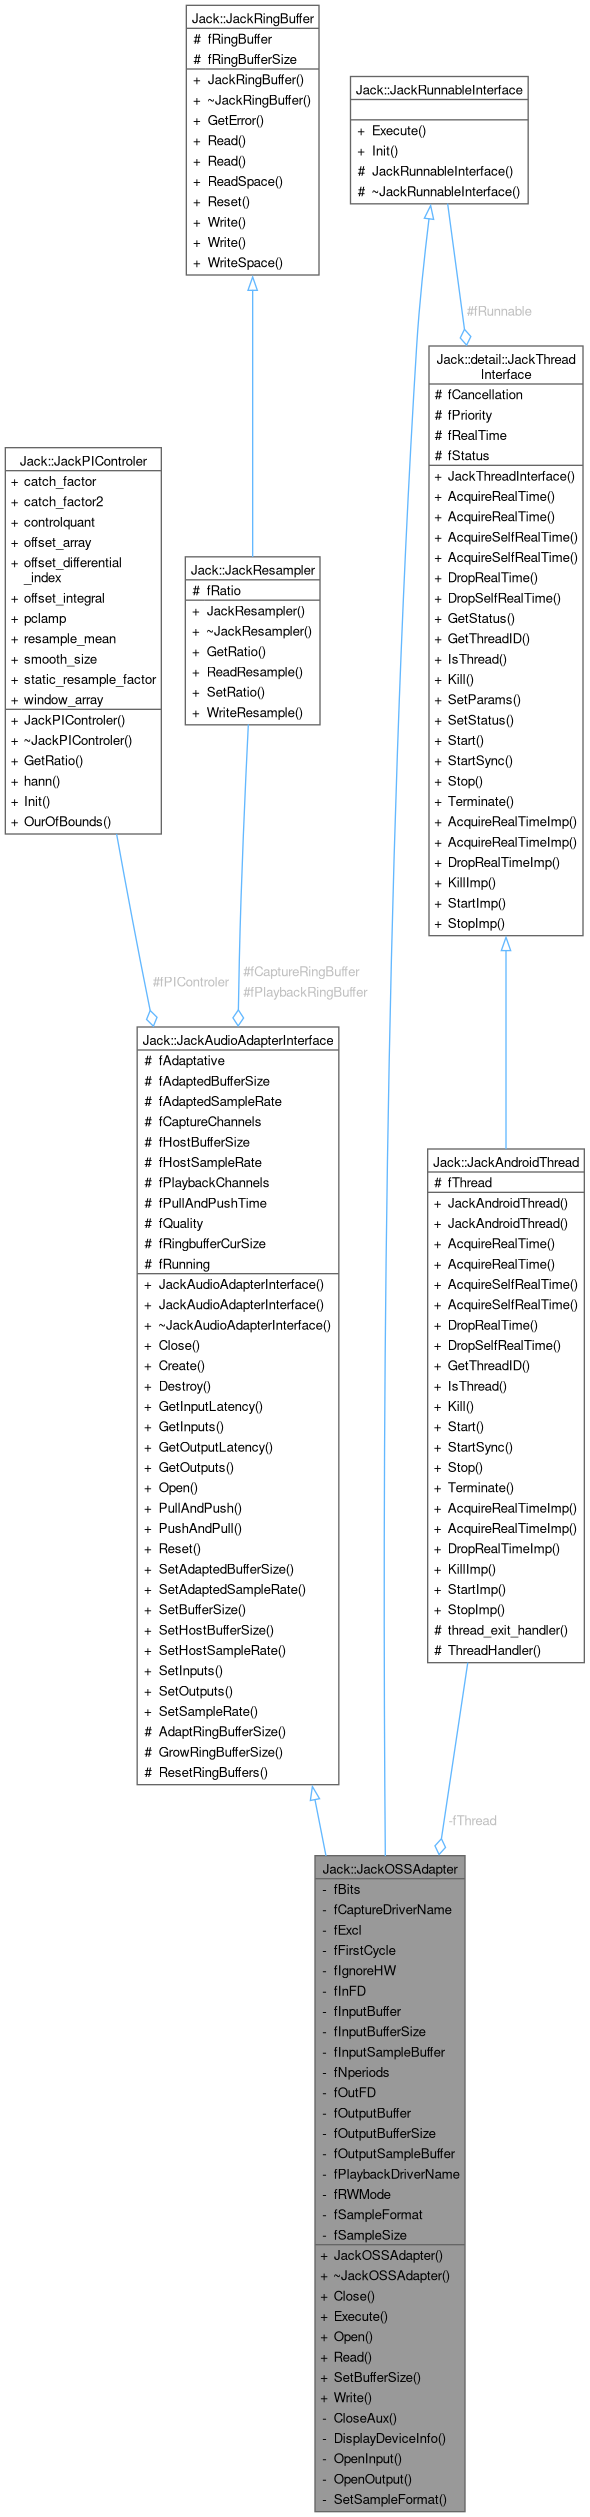 Jack::JackRingBuffer
# fRingBuffer
# fRingBufferSize
+ JackRingBuffer()
+ ~JackRingBuffer()
+ GetError()
+ Read()
+ Read()
+ ReadSpace()
+ Reset()
+ Write()
+ Write()
+ WriteSpace()
Jack::JackRunnableInterface
+ Execute()
+ Init()
# JackRunnableInterface()
# ~JackRunnableInterface()
#fRunnable
Jack::detail::JackThread
Interface
# fCancellation
# fPriority
# fRealTime
# fStatus
+ JackThreadInterface()
+ AcquireRealTime()
+ AcquireRealTime()
+ AcquireSelfRealTime()
+ AcquireSelfRealTime()
+ DropRealTime()
+ DropSelfRealTime()
+ GetStatus()
+ GetThreadID()
+ IsThread()
+ Kill()
+ SetParams()
+ SetStatus()
+ Start()
+ StartSync()
+ Stop()
+ Terminate()
+ AcquireRealTimeImp()
+ AcquireRealTimeImp()
+ DropRealTimeImp()
+ KillImp()
+ StartImp()
+ StopImp()
Jack::JackPIControler
+ catch_factor
+ catch_factor2
+ controlquant
+ offset_array
+ offset_differential
_index
+ offset_integral
+ pclamp
+ resample_mean
+ smooth_size
+ static_resample_factor
+ window_array
+ JackPIControler()
+ ~JackPIControler()
+ GetRatio()
+ hann()
+ Init()
+ OurOfBounds()
Jack::JackResampler
# fRatio
+ JackResampler()
+ ~JackResampler()
+ GetRatio()
+ ReadResample()
+ SetRatio()
+ WriteResample()
#fPIControler
#fCaptureRingBuffer
#fPlaybackRingBuffer
Jack::JackAudioAdapterInterface
# fAdaptative
# fAdaptedBufferSize
# fAdaptedSampleRate
# fCaptureChannels
# fHostBufferSize
# fHostSampleRate
# fPlaybackChannels
# fPullAndPushTime
# fQuality
# fRingbufferCurSize
# fRunning
+ JackAudioAdapterInterface()
+ JackAudioAdapterInterface()
+ ~JackAudioAdapterInterface()
+ Close()
+ Create()
+ Destroy()
+ GetInputLatency()
+ GetInputs()
+ GetOutputLatency()
+ GetOutputs()
+ Open()
+ PullAndPush()
+ PushAndPull()
+ Reset()
+ SetAdaptedBufferSize()
+ SetAdaptedSampleRate()
+ SetBufferSize()
+ SetHostBufferSize()
+ SetHostSampleRate()
+ SetInputs()
+ SetOutputs()
+ SetSampleRate()
# AdaptRingBufferSize()
# GrowRingBufferSize()
# ResetRingBuffers()
Jack::JackAndroidThread
# fThread
+ JackAndroidThread()
+ JackAndroidThread()
+ AcquireRealTime()
+ AcquireRealTime()
+ AcquireSelfRealTime()
+ AcquireSelfRealTime()
+ DropRealTime()
+ DropSelfRealTime()
+ GetThreadID()
+ IsThread()
+ Kill()
+ Start()
+ StartSync()
+ Stop()
+ Terminate()
+ AcquireRealTimeImp()
+ AcquireRealTimeImp()
+ DropRealTimeImp()
+ KillImp()
+ StartImp()
+ StopImp()
# thread_exit_handler()
# ThreadHandler()
-fThread
Jack::JackOSSAdapter
- fBits
- fCaptureDriverName
- fExcl
- fFirstCycle
- fIgnoreHW
- fInFD
- fInputBuffer
- fInputBufferSize
- fInputSampleBuffer
- fNperiods
- fOutFD
- fOutputBuffer
- fOutputBufferSize
- fOutputSampleBuffer
- fPlaybackDriverName
- fRWMode
- fSampleFormat
- fSampleSize
+ JackOSSAdapter()
+ ~JackOSSAdapter()
+ Close()
+ Execute()
+ Open()
+ Read()
+ SetBufferSize()
+ Write()
- CloseAux()
- DisplayDeviceInfo()
- OpenInput()
- OpenOutput()
- SetSampleFormat()